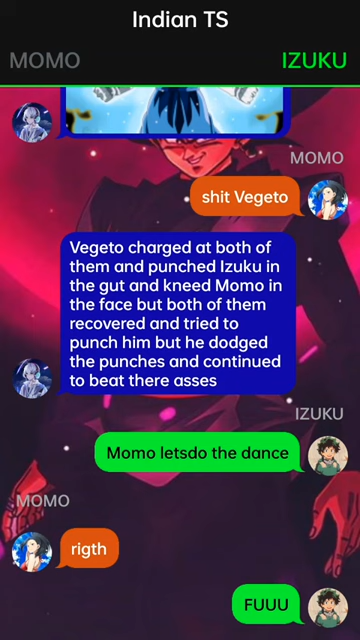 Indian TS
MOMO
IZUKU
MOMO
shit Vegeto
Vegeto charged at both of
them and punched Izuku in
the gut and kneed Momo in
the face but both of them
recovered and tried to
punch him but he dodged
the punches and continued
to beat there asses
IZUKU
Momo letsdo the dance
MOMO
rigth
FUUU